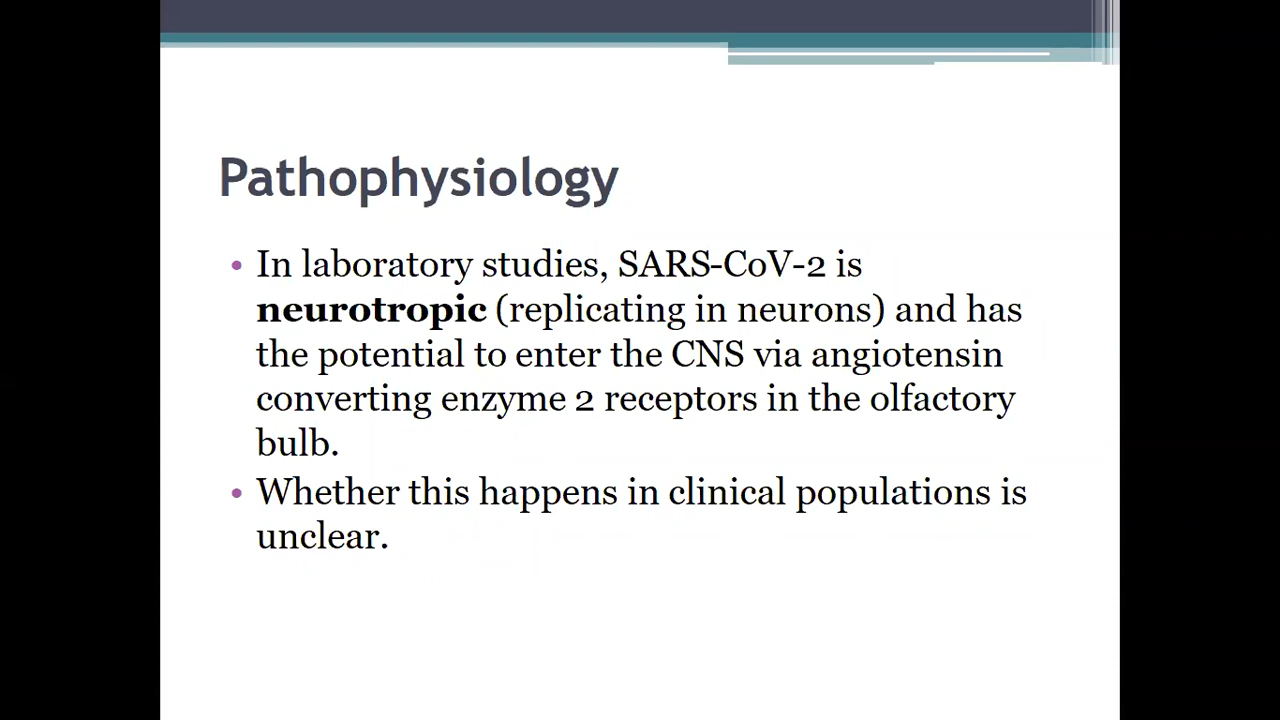 Pathophysiology
• In laboratory studies, SARS-CoV-2 is
neurotropic (replicating in neurons) and has
the potential to enter the CNS via angiotensin
converting enzyme 2 receptors in the olfactory
bulb.
• Whether this happens in clinical populations is
unclear.